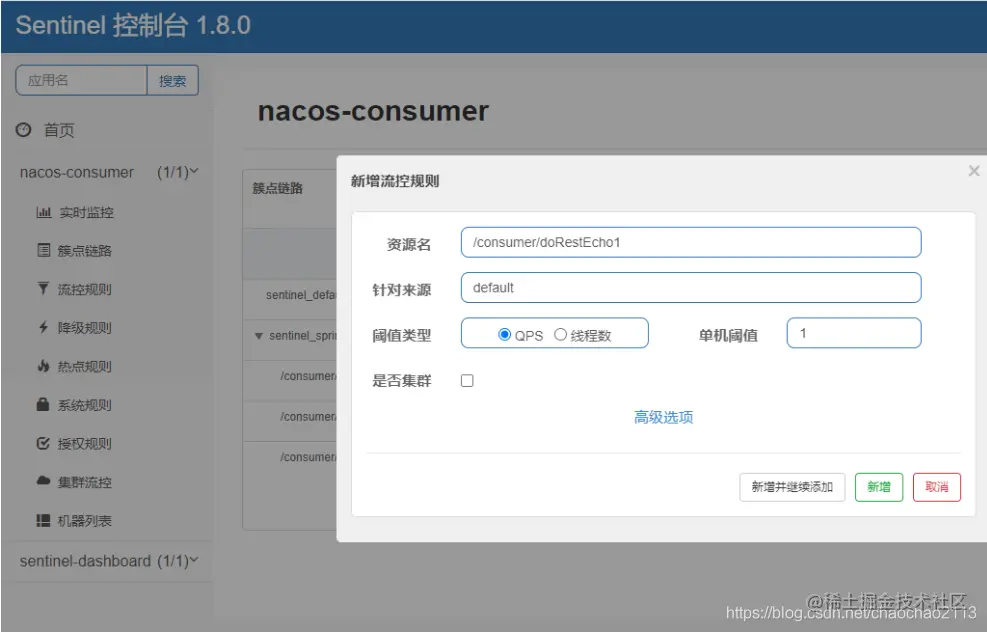 Sentinel 控制台 1.8.0
应用名 搜索
首页
nacos-consumer (1/1)
实时监控
簇点链路
流控规则
降级规则
热点规则
系统规则
授权规则
集群流控
机器列表
sentinel-dashboard (1/1)
nacos-consumer
簇点链路
sentinel_defa
sentinel_sprin
/consumer/
/consumer/
/consumer/
新增流控规则
资源名 /consumer/doRestEcho1
针对来源 default
阈值类型 QPS 线程数 单机阈值 1
是否集群
高级选项
新增并继续添加 新增 取消
@稀土掘金技术社区
https://blog.csdn.net/chaochao2113